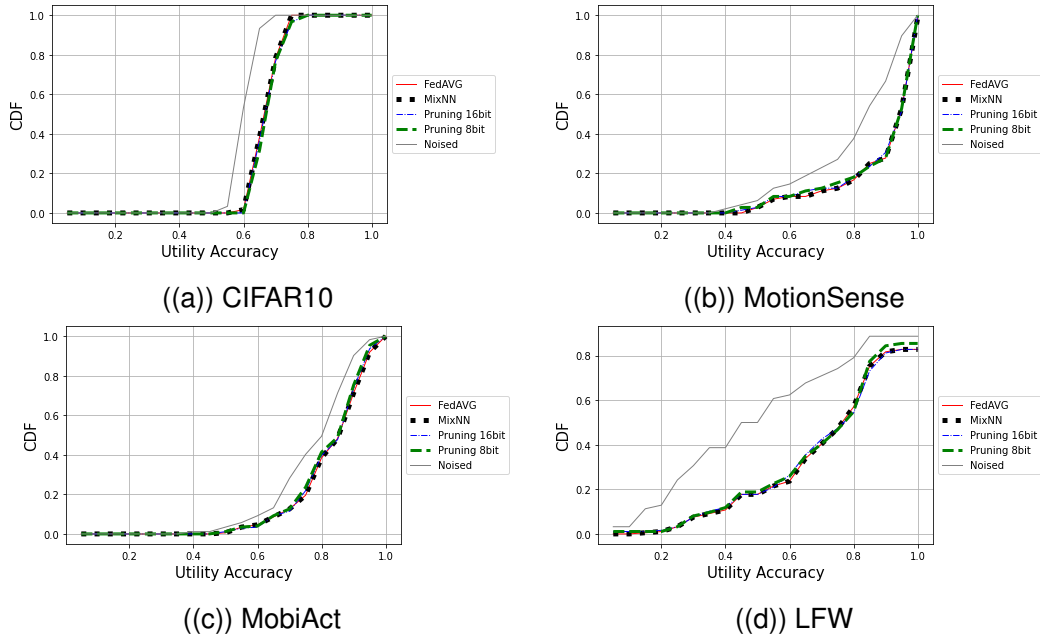 1.0
0.8
0.6
0.4
0.2
0.0
CDF
0.2 0.4 0.6 0.8 1.0
Utility Accuracy
FedAVG
MixNN
Pruning 16bit
Pruning 8bit
Noised
((a)) CIFAR10
1.0
0.8
0.6
0.4
0.2
0.0
CDF
0.2 0.4 0.6 0.8 1.0
Utility Accuracy
FedAVG
MixNN
Pruning 16bit
Pruning 8bit
Noised
((b)) MotionSense
1.0
0.8
0.6
0.4
0.2
0.0
CDF
0.2 0.4 0.6 0.8 1.0
Utility Accuracy
FedAVG
MixNN
Pruning 16bit
Pruning 8bit
Noised
((c)) MobiAct
0.8
0.6
0.4
0.2
0.0
CDF
0.2 0.4 0.6 0.8 1.0
Utility Accuracy
FedAVG
MixNN
Pruning 16bit
Pruning 8bit
Noised
((d)) LFW